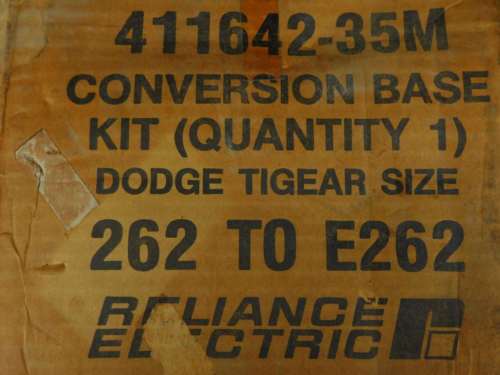 411642-35M
CONVERSION BASE
KIT (QUANTITY 1)
DODGE TIGEAR SIZE
262 TO E262
RELIANCE
ELECTRIC